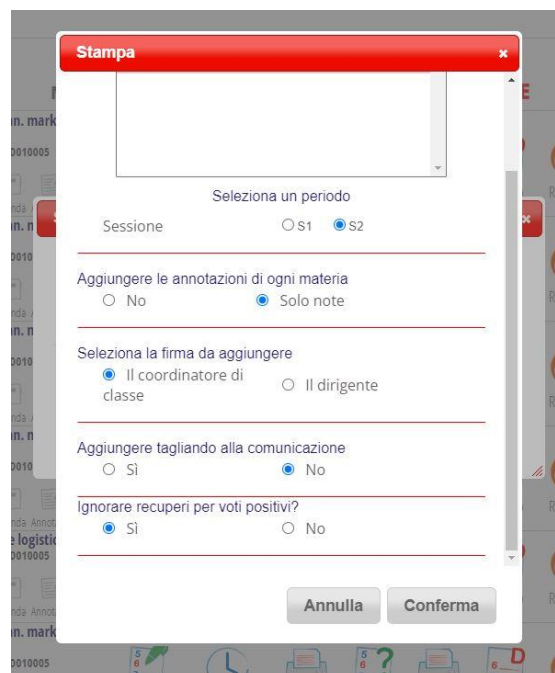 Stampa
Seleziona un periodo
Sessione S1 S2
Aggiungere le annotazioni di ogni materia
No Solo note
Seleziona la firma da aggiungere
Il coordinatore di classe Il dirigente
Aggiungere tagliando alla comunicazione
Sì No
Ignorare recuperi per voti positivi?
Sì No
Annulla Conferma